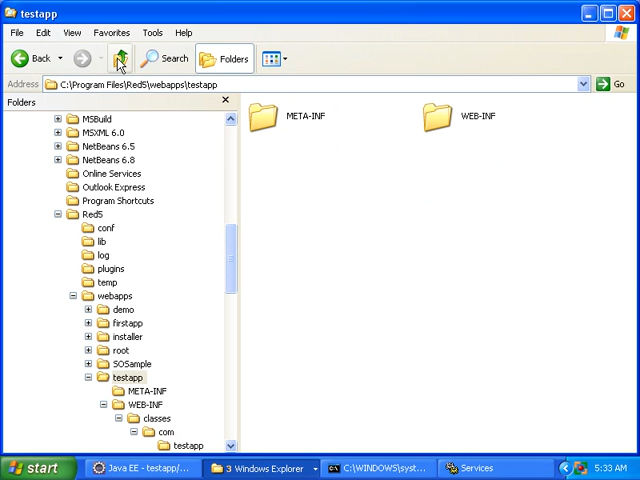 testapp
File Edit View Favorites Tools Help
Back Search Folders
Address C:\Program Files\Red5\webapps\testapp Go
Folders
MSBuild
MSXML 6.0
NetBeans 6.5
NetBeans 6.8
Online Services
Outlook Express
Program Shortcuts
Red5
conf
lib
log
plugins
temp
webapps
demo
firstapp
installer
root
SOSample
testapp
META-INF
WEB-INF
classes
com
testapp
META-INF WEB-INF
start Java EE - testapp/... 3 Windows Explorer C:\WINDOWS\syst... Services 5:33 AM